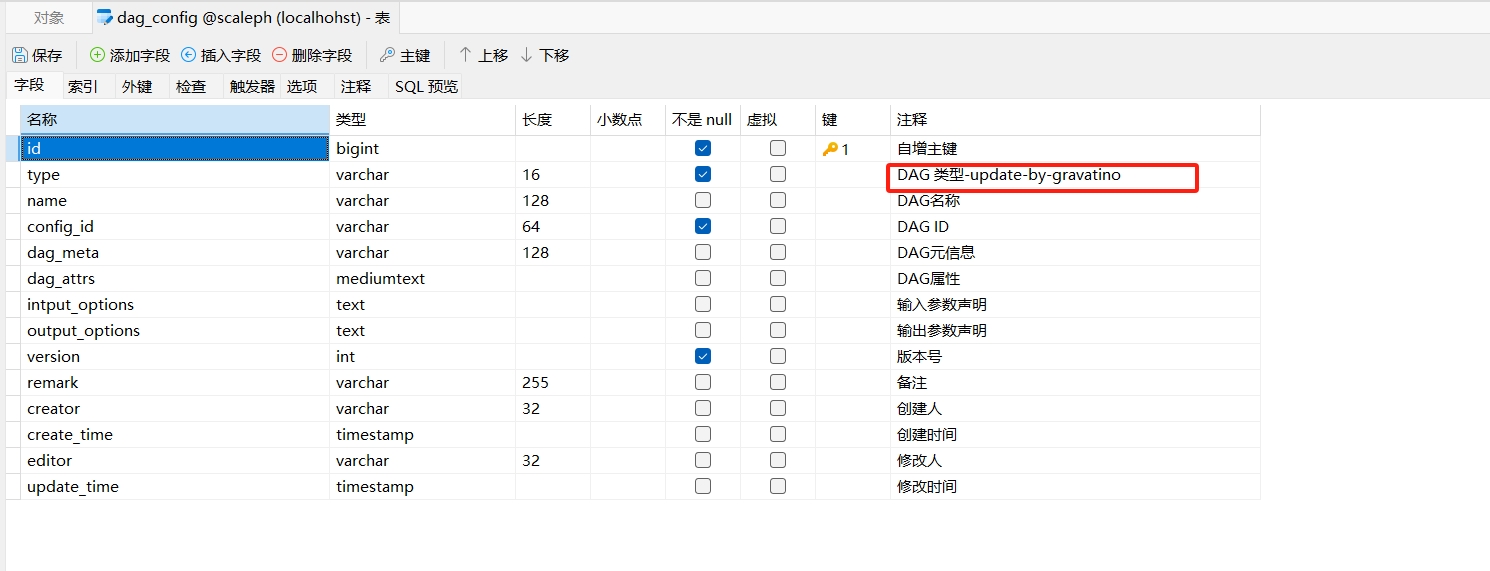 对象 dag_config @scaleph (localhohst) - 表
保存 添加字段 插入字段 删除字段 主键 上移 下移
字段 索引 外键 检查 触发器 选项 注释 SQL 预览
名称 类型 长度 小数点 不是 null 虚拟 键 注释
id bigint 1 自增主键
type varchar 16 DAG 类型-update-by-gravatino
name varchar 128 DAG名称
config_id varchar 64 DAG ID
dag_meta varchar 128 DAG元信息
dag_attrs mediumtext DAG属性
intput_options text 输入参数声明
output_options text 输出参数声明
version int 版本号
remark varchar 255 备注
creator varchar 32 创建人
create_time timestamp 创建时间
editor varchar 32 修改人
update_time timestamp 修改时间